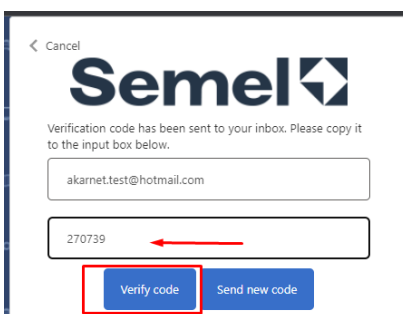 Cancel
Semel
Verification code has been sent to your inbox. Please copy it
to the input box below.
akarnet.test@hotmail.com
270739
Verify code
Send new code